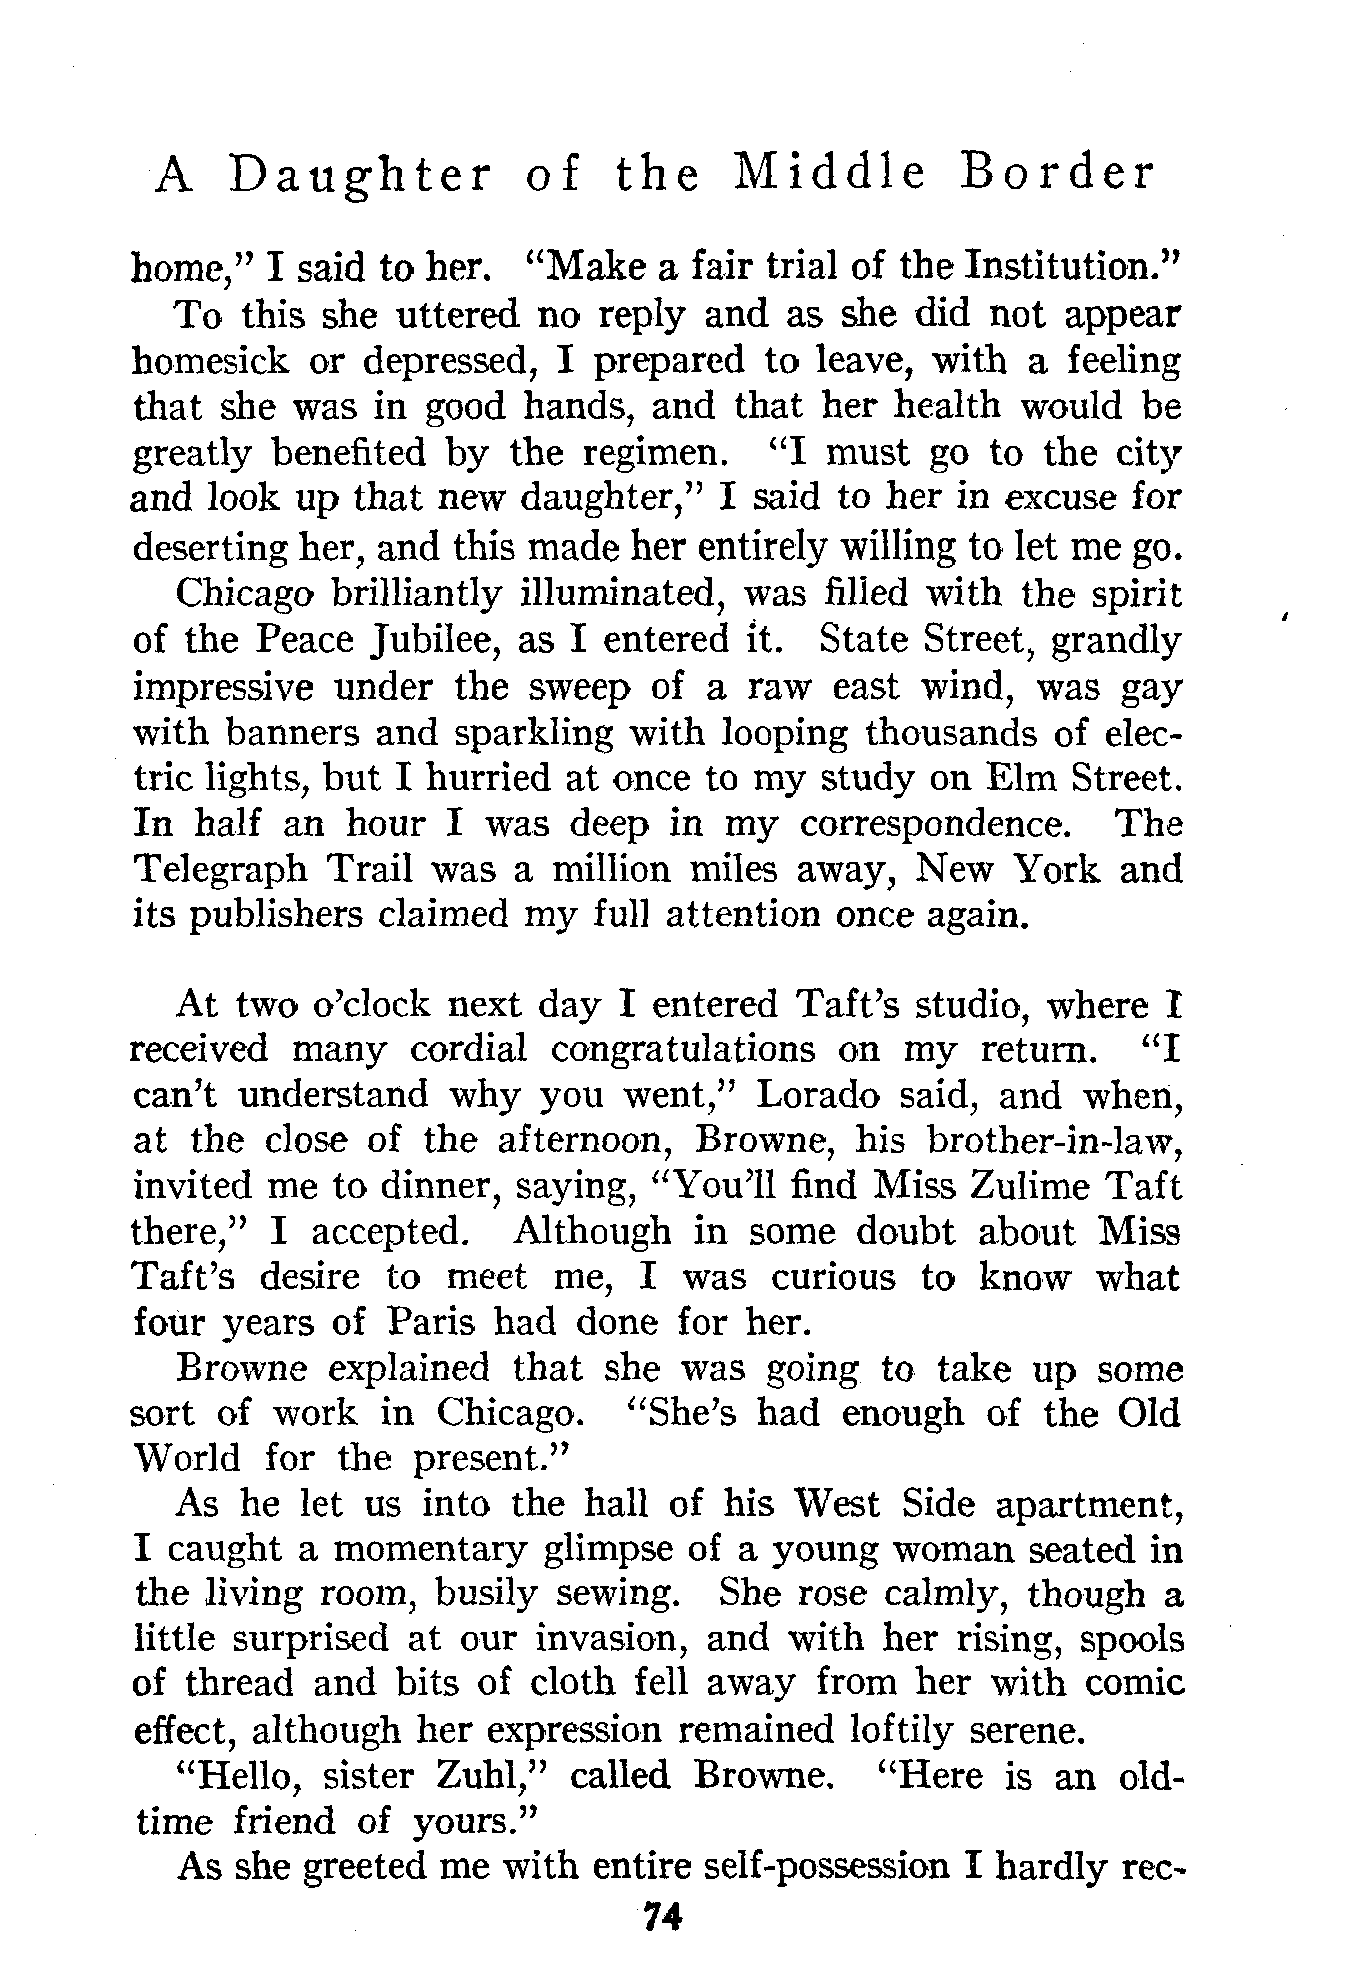 A Daughter of the Middle Border
home," I said to her. "Make a fair trial of the Institution."
To this she uttered no reply and as she did not appear
homesick or depressed, I prepared to leave, with a feeling
that she was in good hands, and that her health would be
greatly benefited by the regimen. "I must go to the city
and look up that new daughter," I said to her in excuse for
deserting her, and this made her entirely willing to let me go.
Chicago brilliantly illuminated, was filled with the spirit
of the Peace Jubilee, as I entered it. State Street, grandly
impressive under the sweep of a raw east wind, was gay
with banners and sparkling with looping thousands of elec-
tric lights, but I hurried at once to my study on Elm Street.
In half an hour I was deep in my correspondence. The
Telegraph Trail was a million miles away, New York and
its publishers claimed my full attention once again.
At two o'clock next day I entered Taft's studio, where I
received many cordial congratulations on my return. "I
can't understand why you went," Lorado said, and when,
at the close of the afternoon, Browne, his brother-in-law,
invited me to dinner, saying, "You'll find Miss Zulime Taft
there," I accepted. Although in some doubt about Miss
Taft's desire to meet me, I was curious to know what
four years of Paris had done for her.
Browne explained that she was going to take up some
sort of work in Chicago. "She's had enough of the Old
World for the present."
As he let us into the hall of his West Side apartment,
I caught a momentary glimpse of a young woman seated in
the living room, busily sewing. She rose calmly, though a
little surprised at our invasion, and with her rising, spools
of thread and bits of cloth fell away from her with comic
effect, although her expression remained loftily serene.
"Hello, sister Zuhl," called Browne. "Here is an old-
time friend of yours."
As she greeted me with entire self-possession I hardly rec-
74